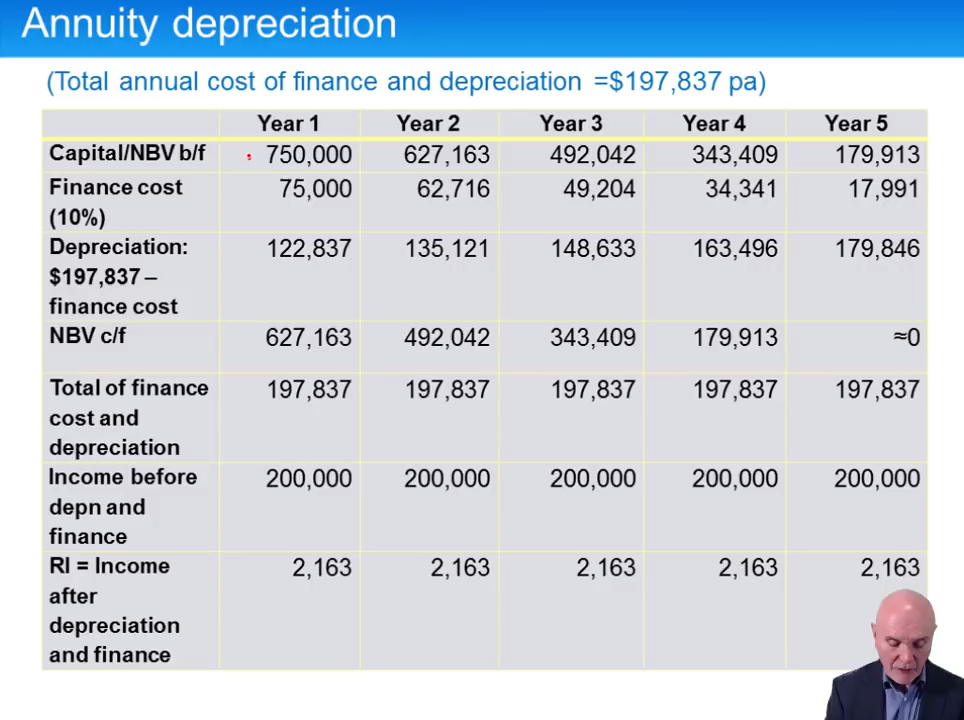 Annuity depreciation
(Total annual cost of finance and depreciation =$197,837 pa)
Year 1 Year 2 Year 3 Year 4 Year 5
Capital/NBV b/f 750,000 627,163 492,042 343,409 179,913
Finance cost 75,000 62,716 49,204 34,341 17,991
(10%)
Depreciation: 122,837 135,121 148,633 163,496 179,846
$197,837 –
finance cost
NBV c/f 627,163 492,042 343,409 179,913 ≈0
Total of finance 197,837 197,837 197,837 197,837 197,837
cost and
depreciation
Income before 200,000 200,000 200,000 200,000 200,000
depn and
finance
RI = Income 2,163 2,163 2,163 2,163 2,163
after
depreciation
and finance